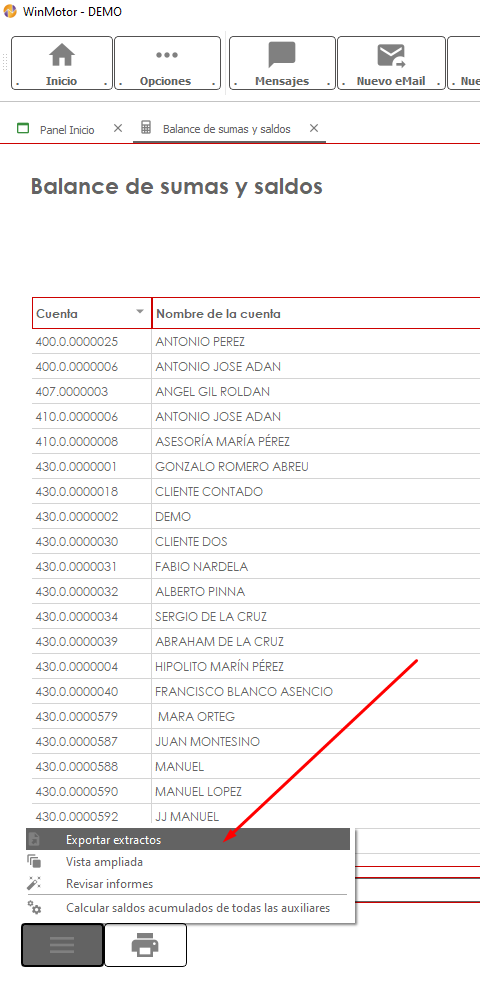 WinMotor - DEMO
. Inicio .
. Opciones .
. Mensajes .
. Nuevo eMail .
. Nue
Panel Inicio ×
Balance de sumas y saldos ×
Balance de sumas y saldos
Cuenta Nombre de la cuenta
400.0.0000025 ANTONIO PEREZ
400.0.0000006 ANTONIO JOSE ADAN
407.0000003 ANGEL GIL ROLDAN
410.0.0000006 ANTONIO JOSE ADAN
410.0.0000008 ASESORÍA MARÍA PÉREZ
430.0.0000001 GONZALO ROMERO ABREU
430.0.0000018 CLIENTE CONTADO
430.0.0000002 DEMO
430.0.0000030 CLIENTE DOS
430.0.0000031 FABIO NARDELA
430.0.0000032 ALBERTO PINNA
430.0.0000034 SERGIO DE LA CRUZ
430.0.0000039 ABRAHAM DE LA CRUZ
430.0.0000004 HIPOLITO MARÍN PÉREZ
430.0.0000040 FRANCISCO BLANCO ASENCIO
430.0.0000579 MARA ORTEG
430.0.0000587 JUAN MONTESINO
430.0.0000588 MANUEL
430.0.0000590 MANUEL LOPEZ
430.0.0000592 JJ MANUEL
Exportar extractos
Vista ampliada
Revisar informes
Calcular saldos acumulados de todas las auxiliares